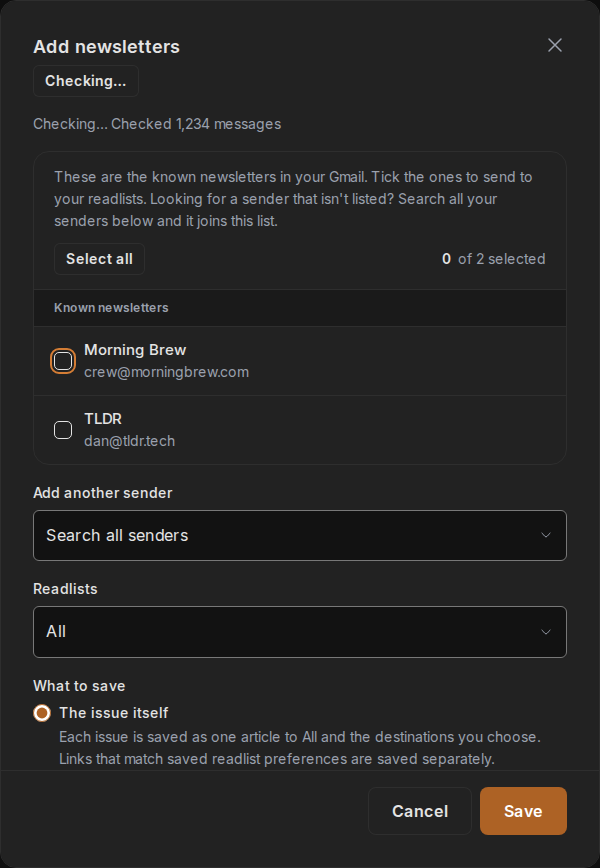 Add newsletters
Checking...
Checking... Checked 1,234 messages
These are the known newsletters in your Gmail. Tick the ones to send to
your readlists. Looking for a sender that isn't listed? Search all your
senders below and it joins this list.
Select all
0 of 2 selected
Known newsletters
Morning Brew
crew@morningbrew.com
TLDR
dan@tldr.tech
Add another sender
Search all senders
Readlists
All
What to save
The issue itself
Each issue is saved as one article to All and the destinations you choose.
Links that match saved readlist preferences are saved separately.
Cancel
Save